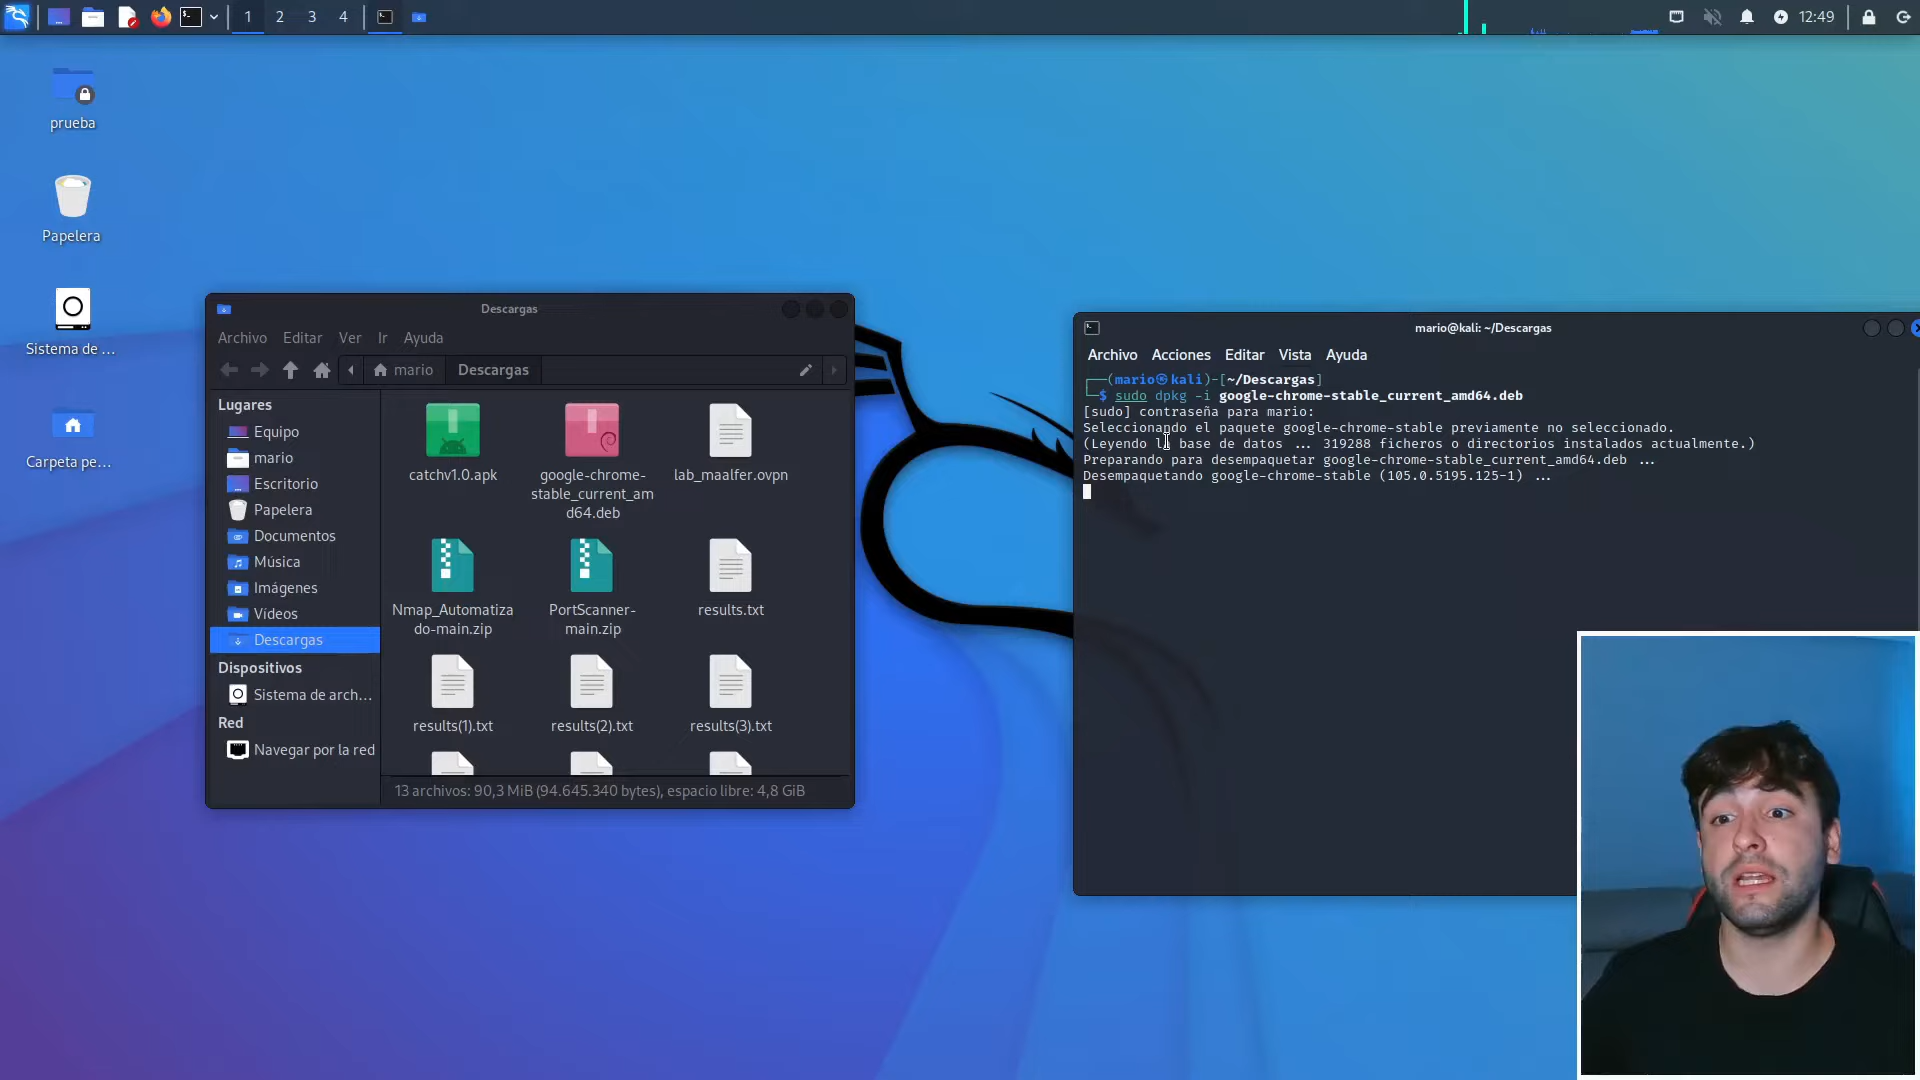 1 2 3 4
12:49
prueba
Papelera
Sistema de ...
Carpeta pe...
Descargas
Archivo Editar Ver Ir Ayuda
mario Descargas
Lugares
Equipo
mario
Escritorio
Papelera
Documentos
Música
Imágenes
Vídeos
Descargas
Dispositivos
Sistema de arch...
Red
Navegar por la red
catchv1.0.apk
google-chrome-
stable_current_am
d64.deb
lab_maalfer.ovpn
Nmap_Automatiza
do-main.zip
PortScanner-
main.zip
results.txt
results(1).txt
results(2).txt
results(3).txt
13 archivos: 90,3 MiB (94.645.340 bytes), espacio libre: 4,8 GiB
mario@kali: ~/Descargas
Archivo Acciones Editar Vista Ayuda
┌──(mario㉿kali)-[~/Descargas]
└─$ sudo dpkg -i google-chrome-stable_current_amd64.deb
[sudo] contraseña para mario:
Seleccionando el paquete google-chrome-stable previamente no seleccionado.
(Leyendo la base de datos ... 319288 ficheros o directorios instalados actualmente.)
Preparando para desempaquetar google-chrome-stable_current_amd64.deb ...
Desempaquetando google-chrome-stable (105.0.5195.125-1) ...